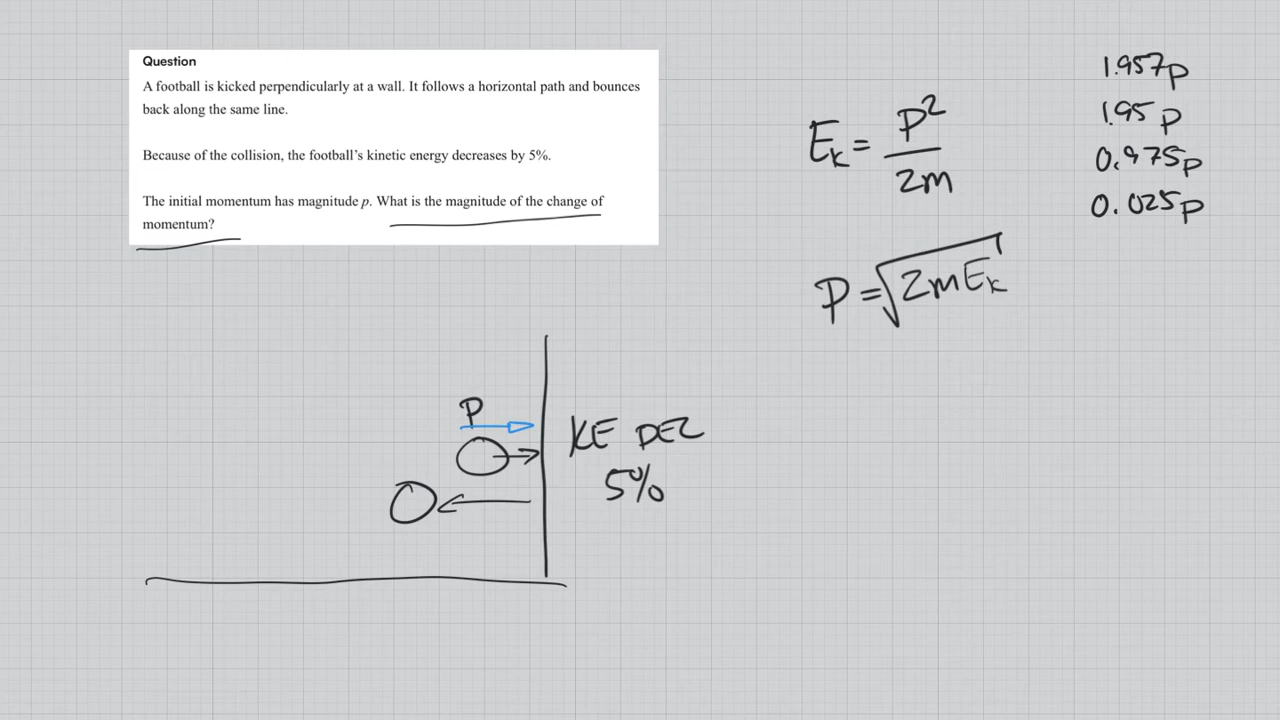 Question
A football is kicked perpendicularly at a wall. It follows a horizontal path and bounces
back along the same line.
Because of the collision, the football’s kinetic energy decreases by 5%.
The initial momentum has magnitude p. What is the magnitude of the change of
momentum?
1.957p
1.95p
0.975p
0.025p
Ek = P²/2m
P = √2mEk
P
KE DEC
5%